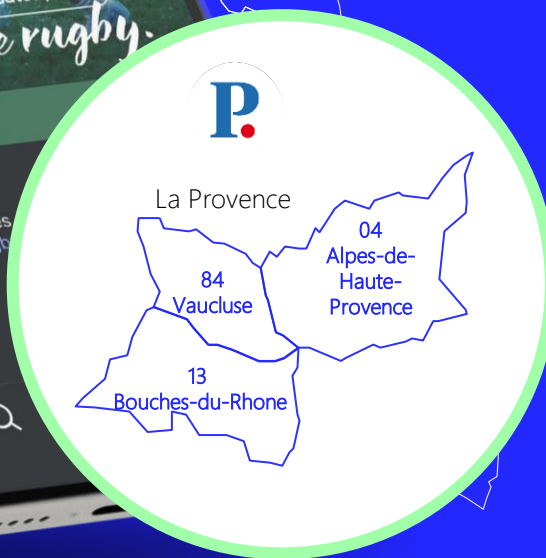 e rugby.
P.
La Provence
04
Alpes-de-
Haute-
Provence
84
Vaucluse
13
Bouches-du-Rhone